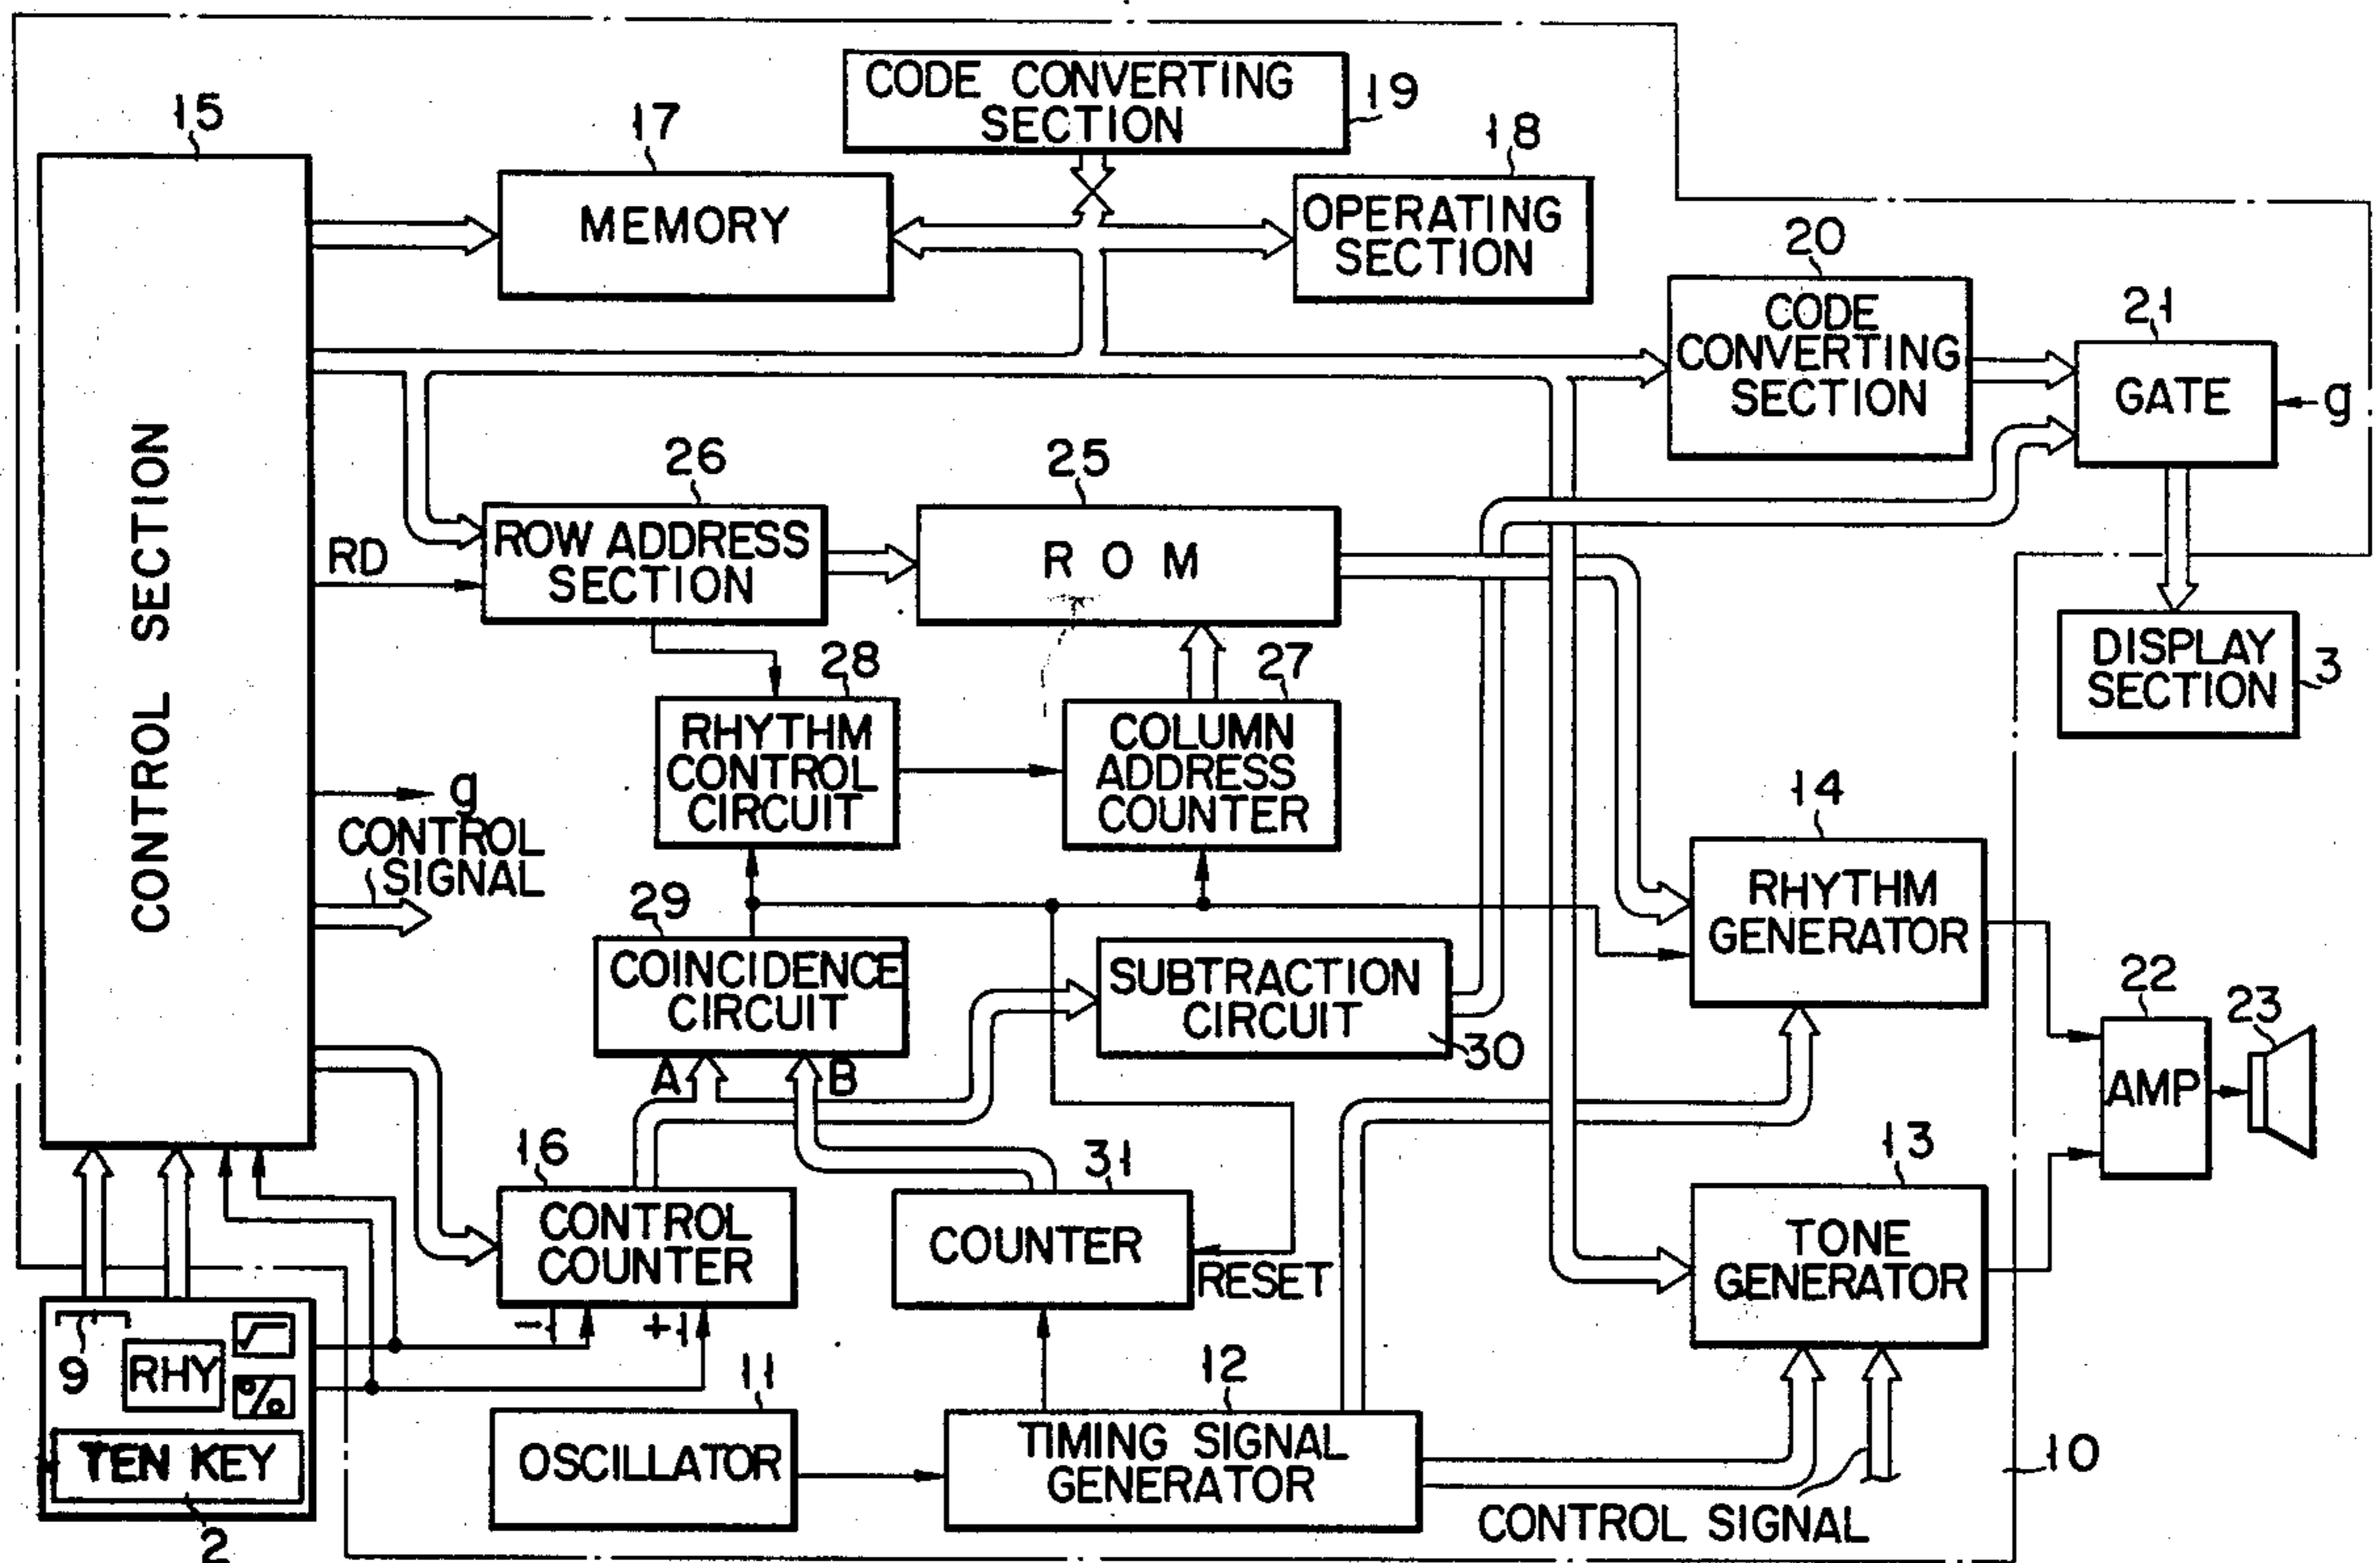 CODE CONVERTING
SECTION
19
15
17
18
MEMORY
OPERATING
SECTION
20
CODE
CONVERTING
SECTION
21
GATE
g
CONTROL SECTION
26
25
ROW ADDRESS
SECTION
RD
R O M
28
27
DISPLAY
SECTION
3
RHYTHM
CONTROL
CIRCUIT
COLUMN
ADDRESS
COUNTER
g
CONTROL
SIGNAL
14
RHYTHM
GENERATOR
29
COINCIDENCE
CIRCUIT
SUBTRACTION
CIRCUIT
30
22
23
A
B
AMP
16
31
13
CONTROL
COUNTER
COUNTER
RESET
TONE
GENERATOR
-1
+1
9
RHY
√
%
TEN KEY
2
11
12
OSCILLATOR
TIMING SIGNAL
GENERATOR
10
CONTROL SIGNAL